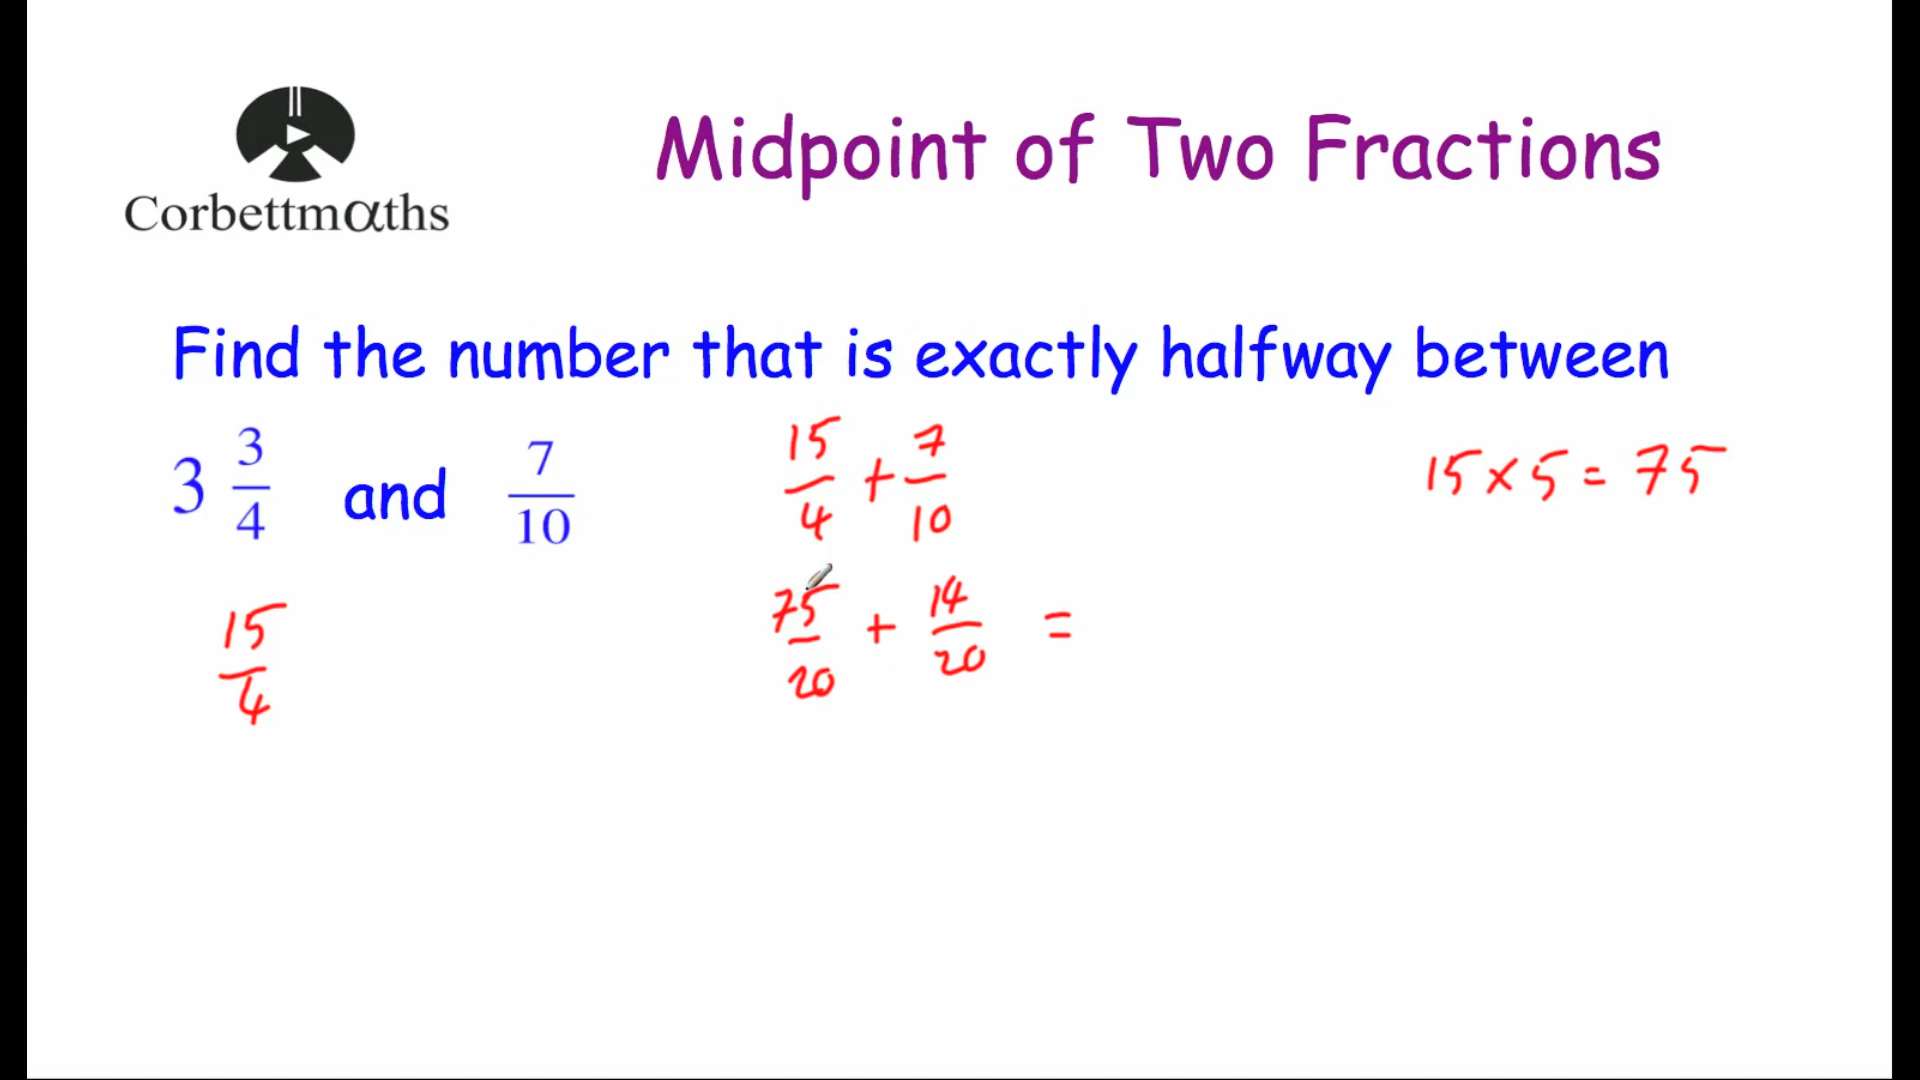 Corbettmαths
Midpoint of Two Fractions
Find the number that is exactly halfway between
3 3/4 and 7/10
15/4
15/4 + 7/10
75/20 + 14/20 =
15 × 5 = 75